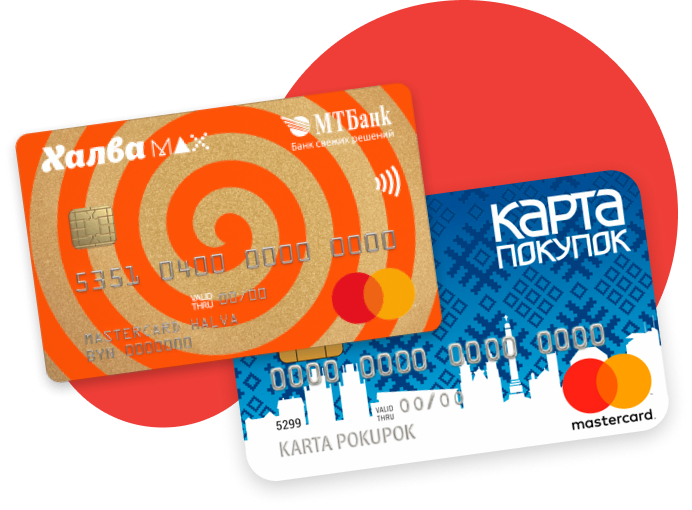 Халва MAX
МТБанк
Банк свежих решений
5351 0400 0000 0000
VALID THRU 00/00
MASTERCARD HALVA
BYN 0000000
КАРТА
ПОКУПОК
0000 0000 0000 0000
5299
VALID THRU 00/00
KARTA POKUPOK
mastercard